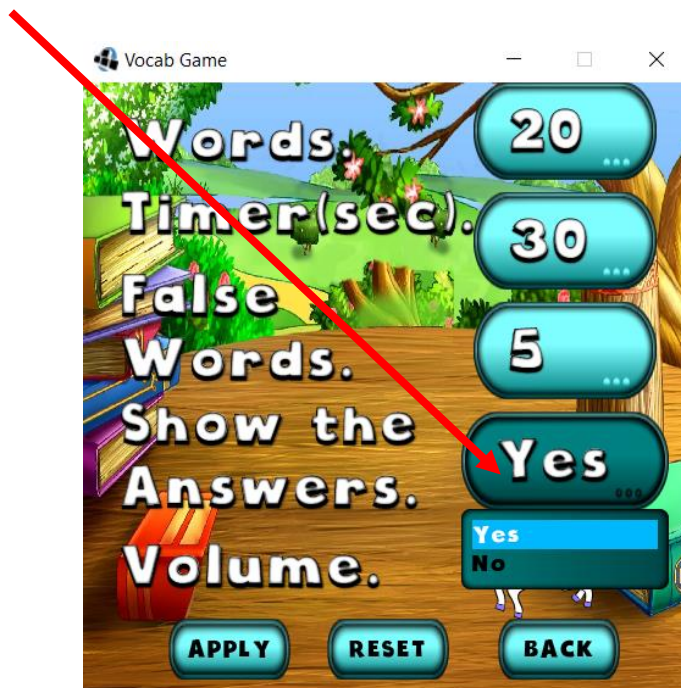 Vocab Game
Words. 20 ...
Timer(sec). 30 ...
False
Words. 5 ...
Show the
Answers. Yes ...
Yes
No
Volume.
APPLY RESET BACK